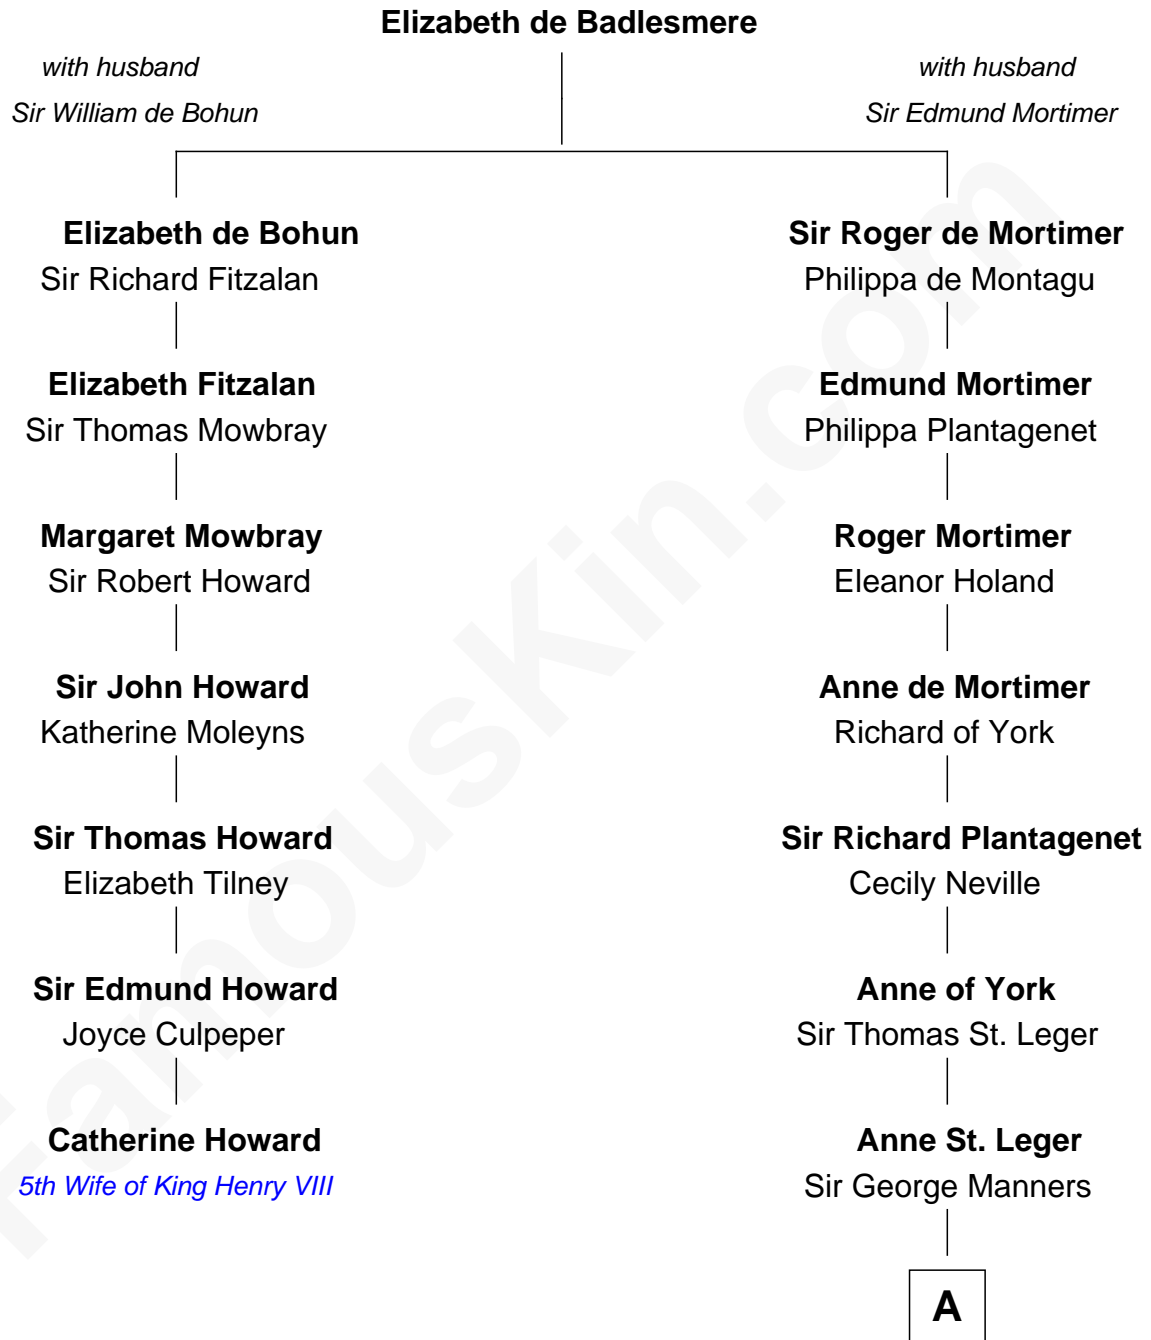 Elizabeth de Badlesmere
with husband
Sir William de Bohun
with husband
Sir Edmund Mortimer
Elizabeth de Bohun
Sir Richard Fitzalan
Sir Roger de Mortimer
Philippa de Montagu
Elizabeth Fitzalan
Sir Thomas Mowbray
Edmund Mortimer
Philippa Plantagenet
Margaret Mowbray
Sir Robert Howard
Roger Mortimer
Eleanor Holand
Sir John Howard
Katherine Moleyns
Anne de Mortimer
Richard of York
Sir Thomas Howard
Elizabeth Tilney
Sir Richard Plantagenet
Cecily Neville
Sir Edmund Howard
Joyce Culpeper
Anne of York
Sir Thomas St. Leger
Catherine Howard
5th Wife of King Henry VIII
Anne St. Leger
Sir George Manners
A
FamousKin.com